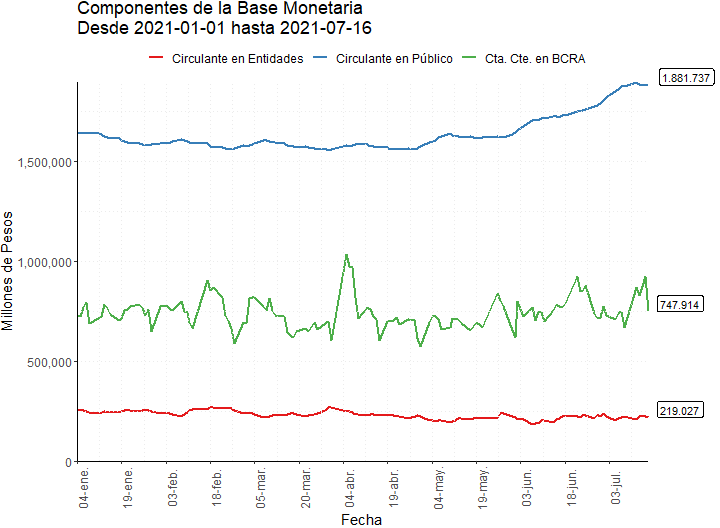 Componentes de la Base Monetaria
Desde 2021-01-01 hasta 2021-07-16
Circulante en Entidades Circulante en Público Cta. Cte. en BCRA
1.881.737
1,500,000
1,000,000
747.914
500,000
219.027
0
Millones de Pesos
04-ene. 19-ene. 03-feb. 18-feb. 05-mar. 20-mar. 04-abr. 19-abr. 04-may. 19-may. 03-jun. 18-jun. 03-jul.
Fecha